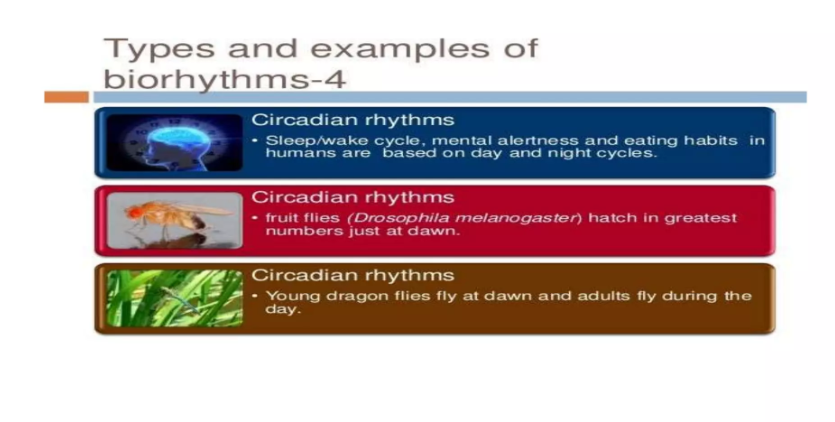 Types and examples of
biorhythms-4
Circadian rhythms
• Sleep/wake cycle, mental alertness and eating habits in
humans are based on day and night cycles.
Circadian rhythms
• fruit flies (Drosophila melanogaster) hatch in greatest
numbers just at dawn.
Circadian rhythms
• Young dragon flies fly at dawn and adults fly during the
day.